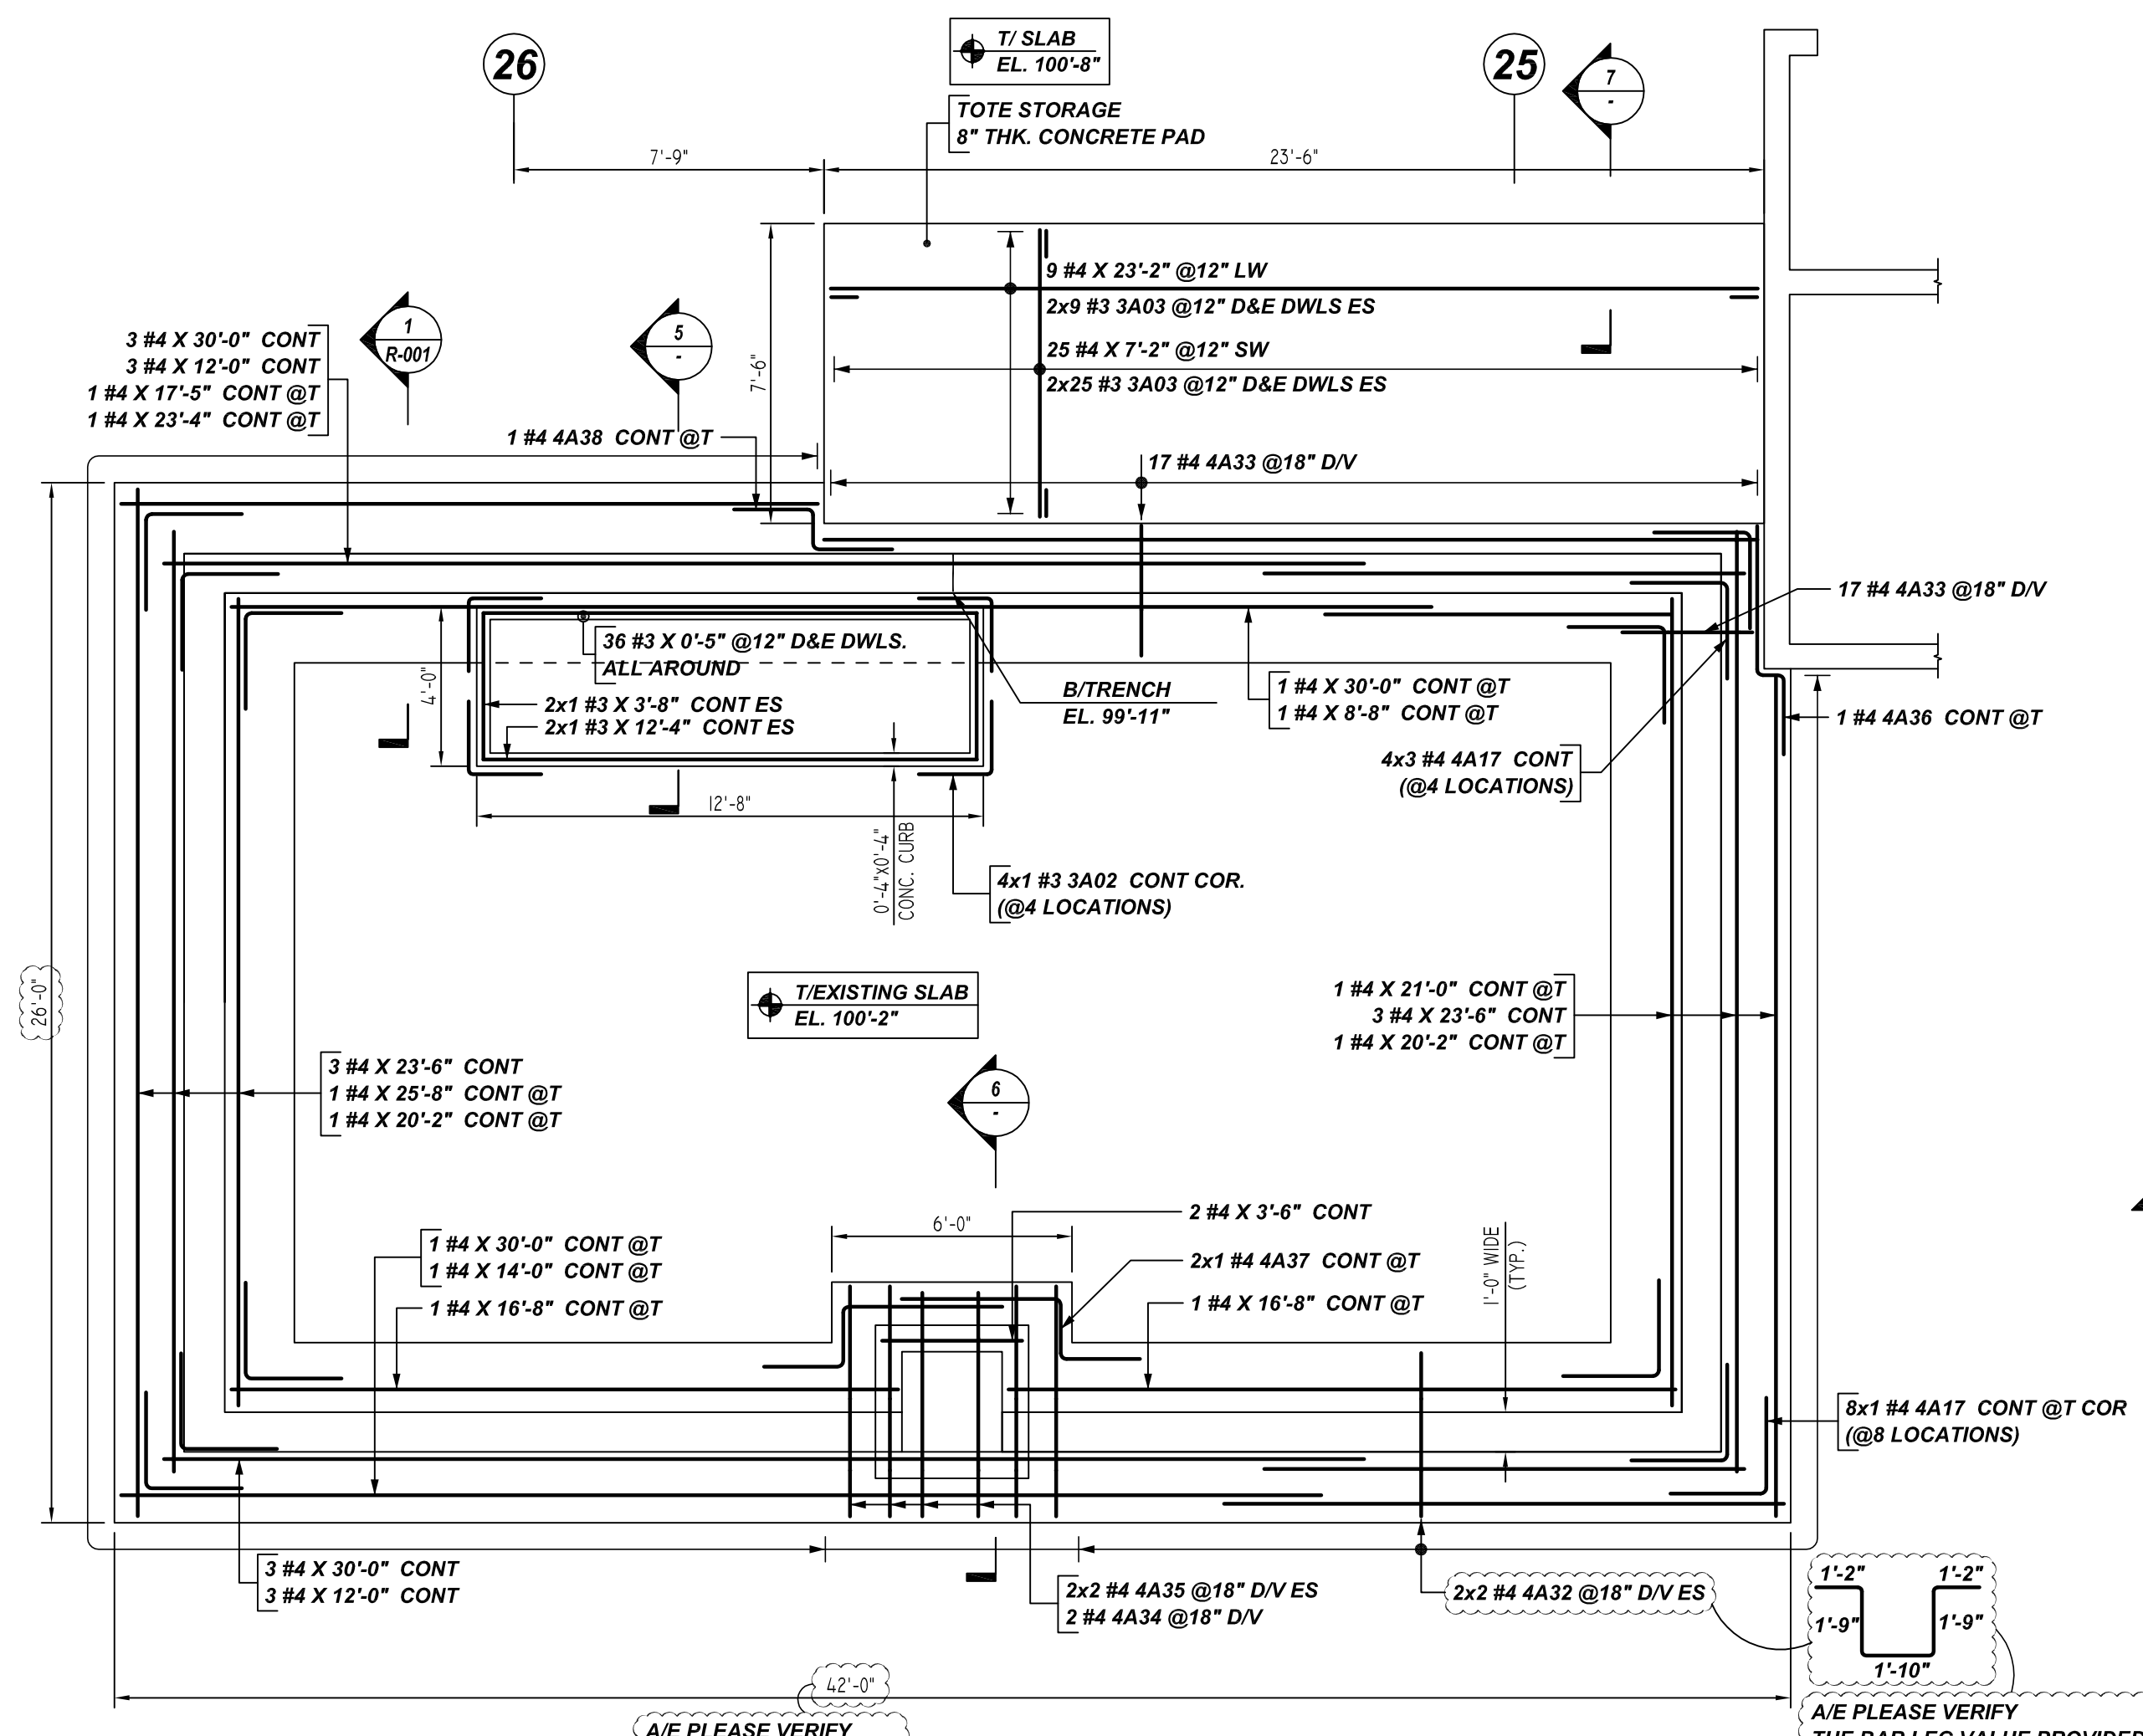 26
T/ SLAB
EL. 100'-8"
25
7
-
TOTE STORAGE
8" THK. CONCRETE PAD
7'-9"
23'-6"
9 #4 X 23'-2" @12" LW
2x9 #3 3A03 @12" D&E DWLS ES
25 #4 X 7'-2" @12" SW
2x25 #3 3A03 @12" D&E DWLS ES
7'-6"
1
R-001
5
-
3 #4 X 30'-0" CONT
3 #4 X 12'-0" CONT
1 #4 X 17'-5" CONT @T
1 #4 X 23'-4" CONT @T
1 #4 4A38 CONT @T
17 #4 4A33 @18" D/V
17 #4 4A33 @18" D/V
36 #3 X 0'-5" @12" D&E DWLS.
ALL AROUND
4'-0"
2x1 #3 X 3'-8" CONT ES
2x1 #3 X 12'-4" CONT ES
B/TRENCH
EL. 99'-11"
1 #4 X 30'-0" CONT @T
1 #4 X 8'-8" CONT @T
1 #4 4A36 CONT @T
4x3 #4 4A17 CONT
(@4 LOCATIONS)
12'-8"
0'-4"x0'-4"
CONC. CURB
4x1 #3 3A02 CONT COR.
(@4 LOCATIONS)
26'-0"
T/EXISTING SLAB
EL. 100'-2"
1 #4 X 21'-0" CONT @T
3 #4 X 23'-6" CONT
1 #4 X 20'-2" CONT @T
3 #4 X 23'-6" CONT
1 #4 X 25'-8" CONT @T
1 #4 X 20'-2" CONT @T
6
-
6'-0"
2 #4 X 3'-6" CONT
1 #4 X 30'-0" CONT @T
1 #4 X 14'-0" CONT @T
2x1 #4 4A37 CONT @T
1'-0" WIDE
(TYP.)
1 #4 X 16'-8" CONT @T
1 #4 X 16'-8" CONT @T
8x1 #4 4A17 CONT @T COR
(@8 LOCATIONS)
3 #4 X 30'-0" CONT
3 #4 X 12'-0" CONT
2x2 #4 4A35 @18" D/V ES
2 #4 4A34 @18" D/V
2x2 #4 4A32 @18" D/V ES
1'-2"
1'-2"
1'-9"
1'-9"
1'-10"
42'-0"
A/E PLEASE VERIFY
A/E PLEASE VERIFY
THE BAR LEG VALUE PROVIDED